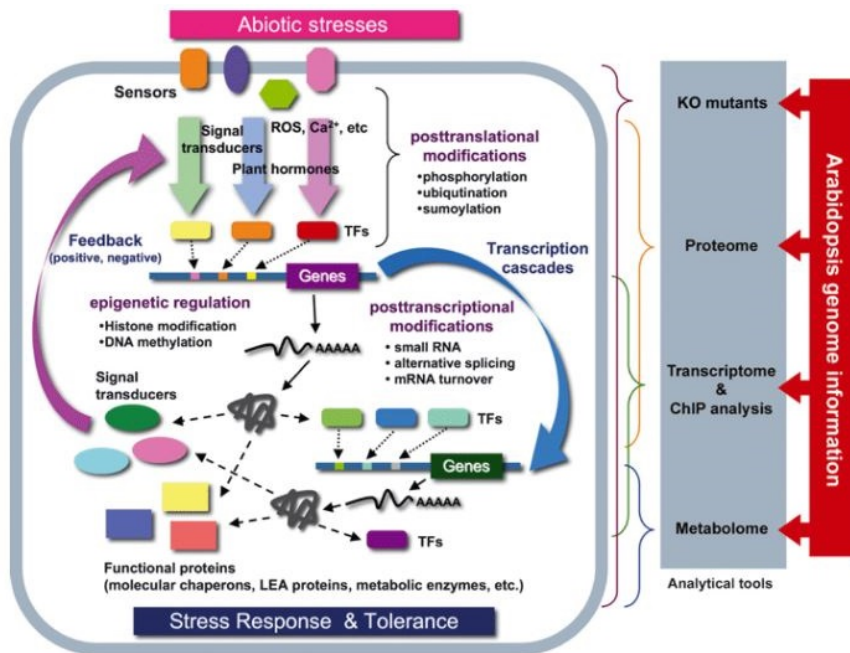 Abiotic stresses
Sensors
Signal
transducers
ROS, Ca²⁺, etc
Plant hormones
TFs
posttranslational
modifications
•phosphorylation
•ubiqutination
•sumoylation
Feedback
(positive, negative)
Transcription
cascades
Genes
epigenetic regulation
•Histone modification
•DNA methylation
posttranscriptional
modifications
• small RNA
• alternative splicing
• mRNA turnover
AAAAA
Signal
transducers
TFs
Genes
AAAAA
TFs
Functional proteins
(molecular chaperons, LEA proteins, metabolic enzymes, etc.)
Stress Response & Tolerance
KO mutants
Proteome
Transcriptome
&
ChIP analysis
Metabolome
Analytical tools
Arabidopsis genome information